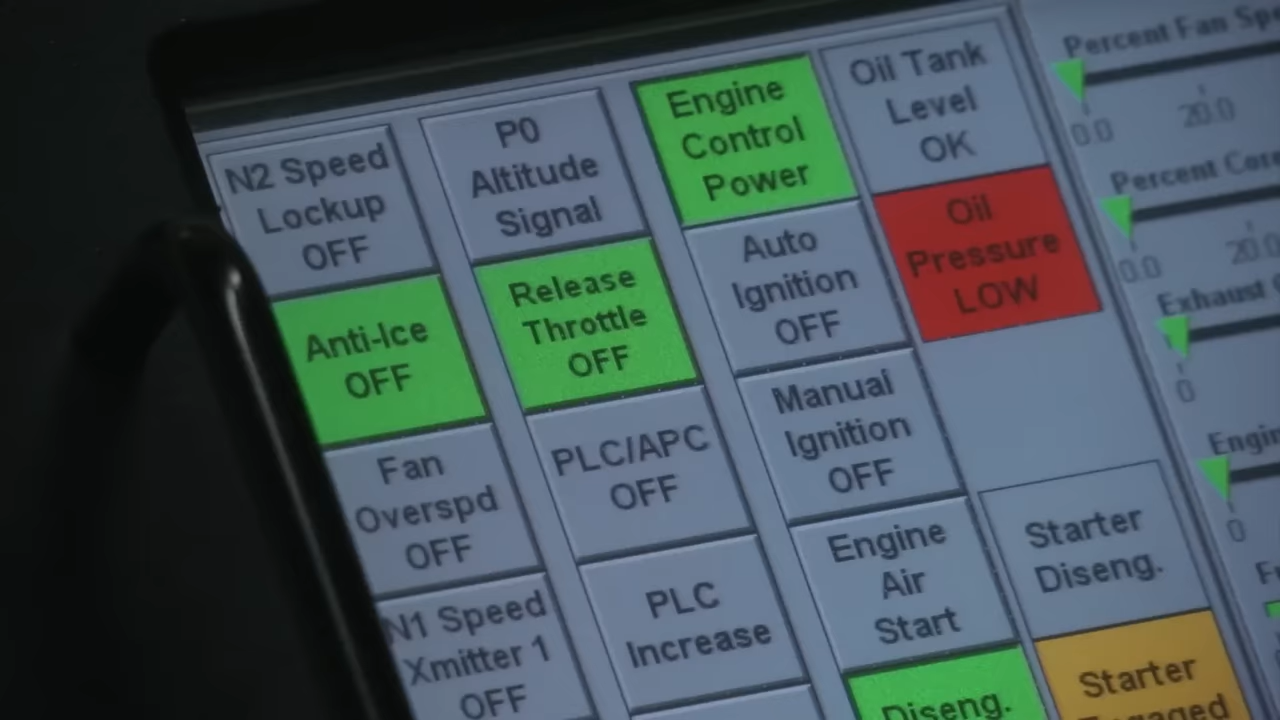 N2 Speed
Lockup
OFF
Anti-Ice
OFF
Fan
Overspd
OFF
N1 Speed
Xmitter 1
OFF
P0
Altitude
Signal
Release
Throttle
OFF
PLC/APC
OFF
PLC
Increase
Engine
Control
Power
Auto
Ignition
OFF
Manual
Ignition
OFF
Engine
Air
Start
Diseng.
Oil Tank
Level
OK
Oil
Pressure
LOW
Starter
Diseng.
Starter
Percent Fan
0.0
20.0
Percent
0.0
20.0
Exhaust
0
0